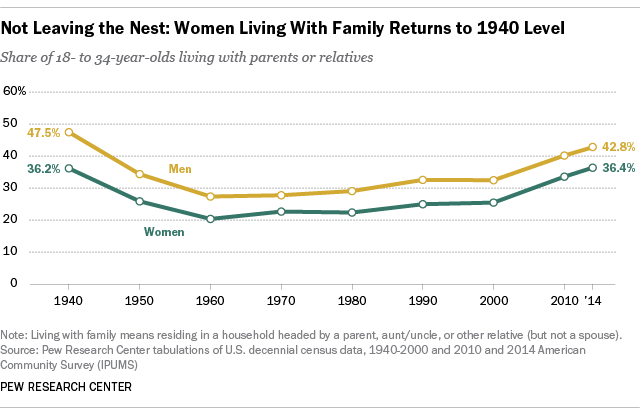 Not Leaving the Nest: Women Living With Family Returns to 1940 Level
Share of 18- to 34-year-olds living with parents or relatives
60%
50
47.5%
42.8%
40
Men
36.2%
36.4%
30
20
Women
10
0
1940 1950 1960 1970 1980 1990 2000 2010 '14
Note: Living with family means residing in a household headed by a parent, aunt/uncle, or other relative (but not a spouse).
Source: Pew Research Center tabulations of U.S. decennial census data, 1940-2000 and 2010 and 2014 American
Community Survey (IPUMS)
PEW RESEARCH CENTER